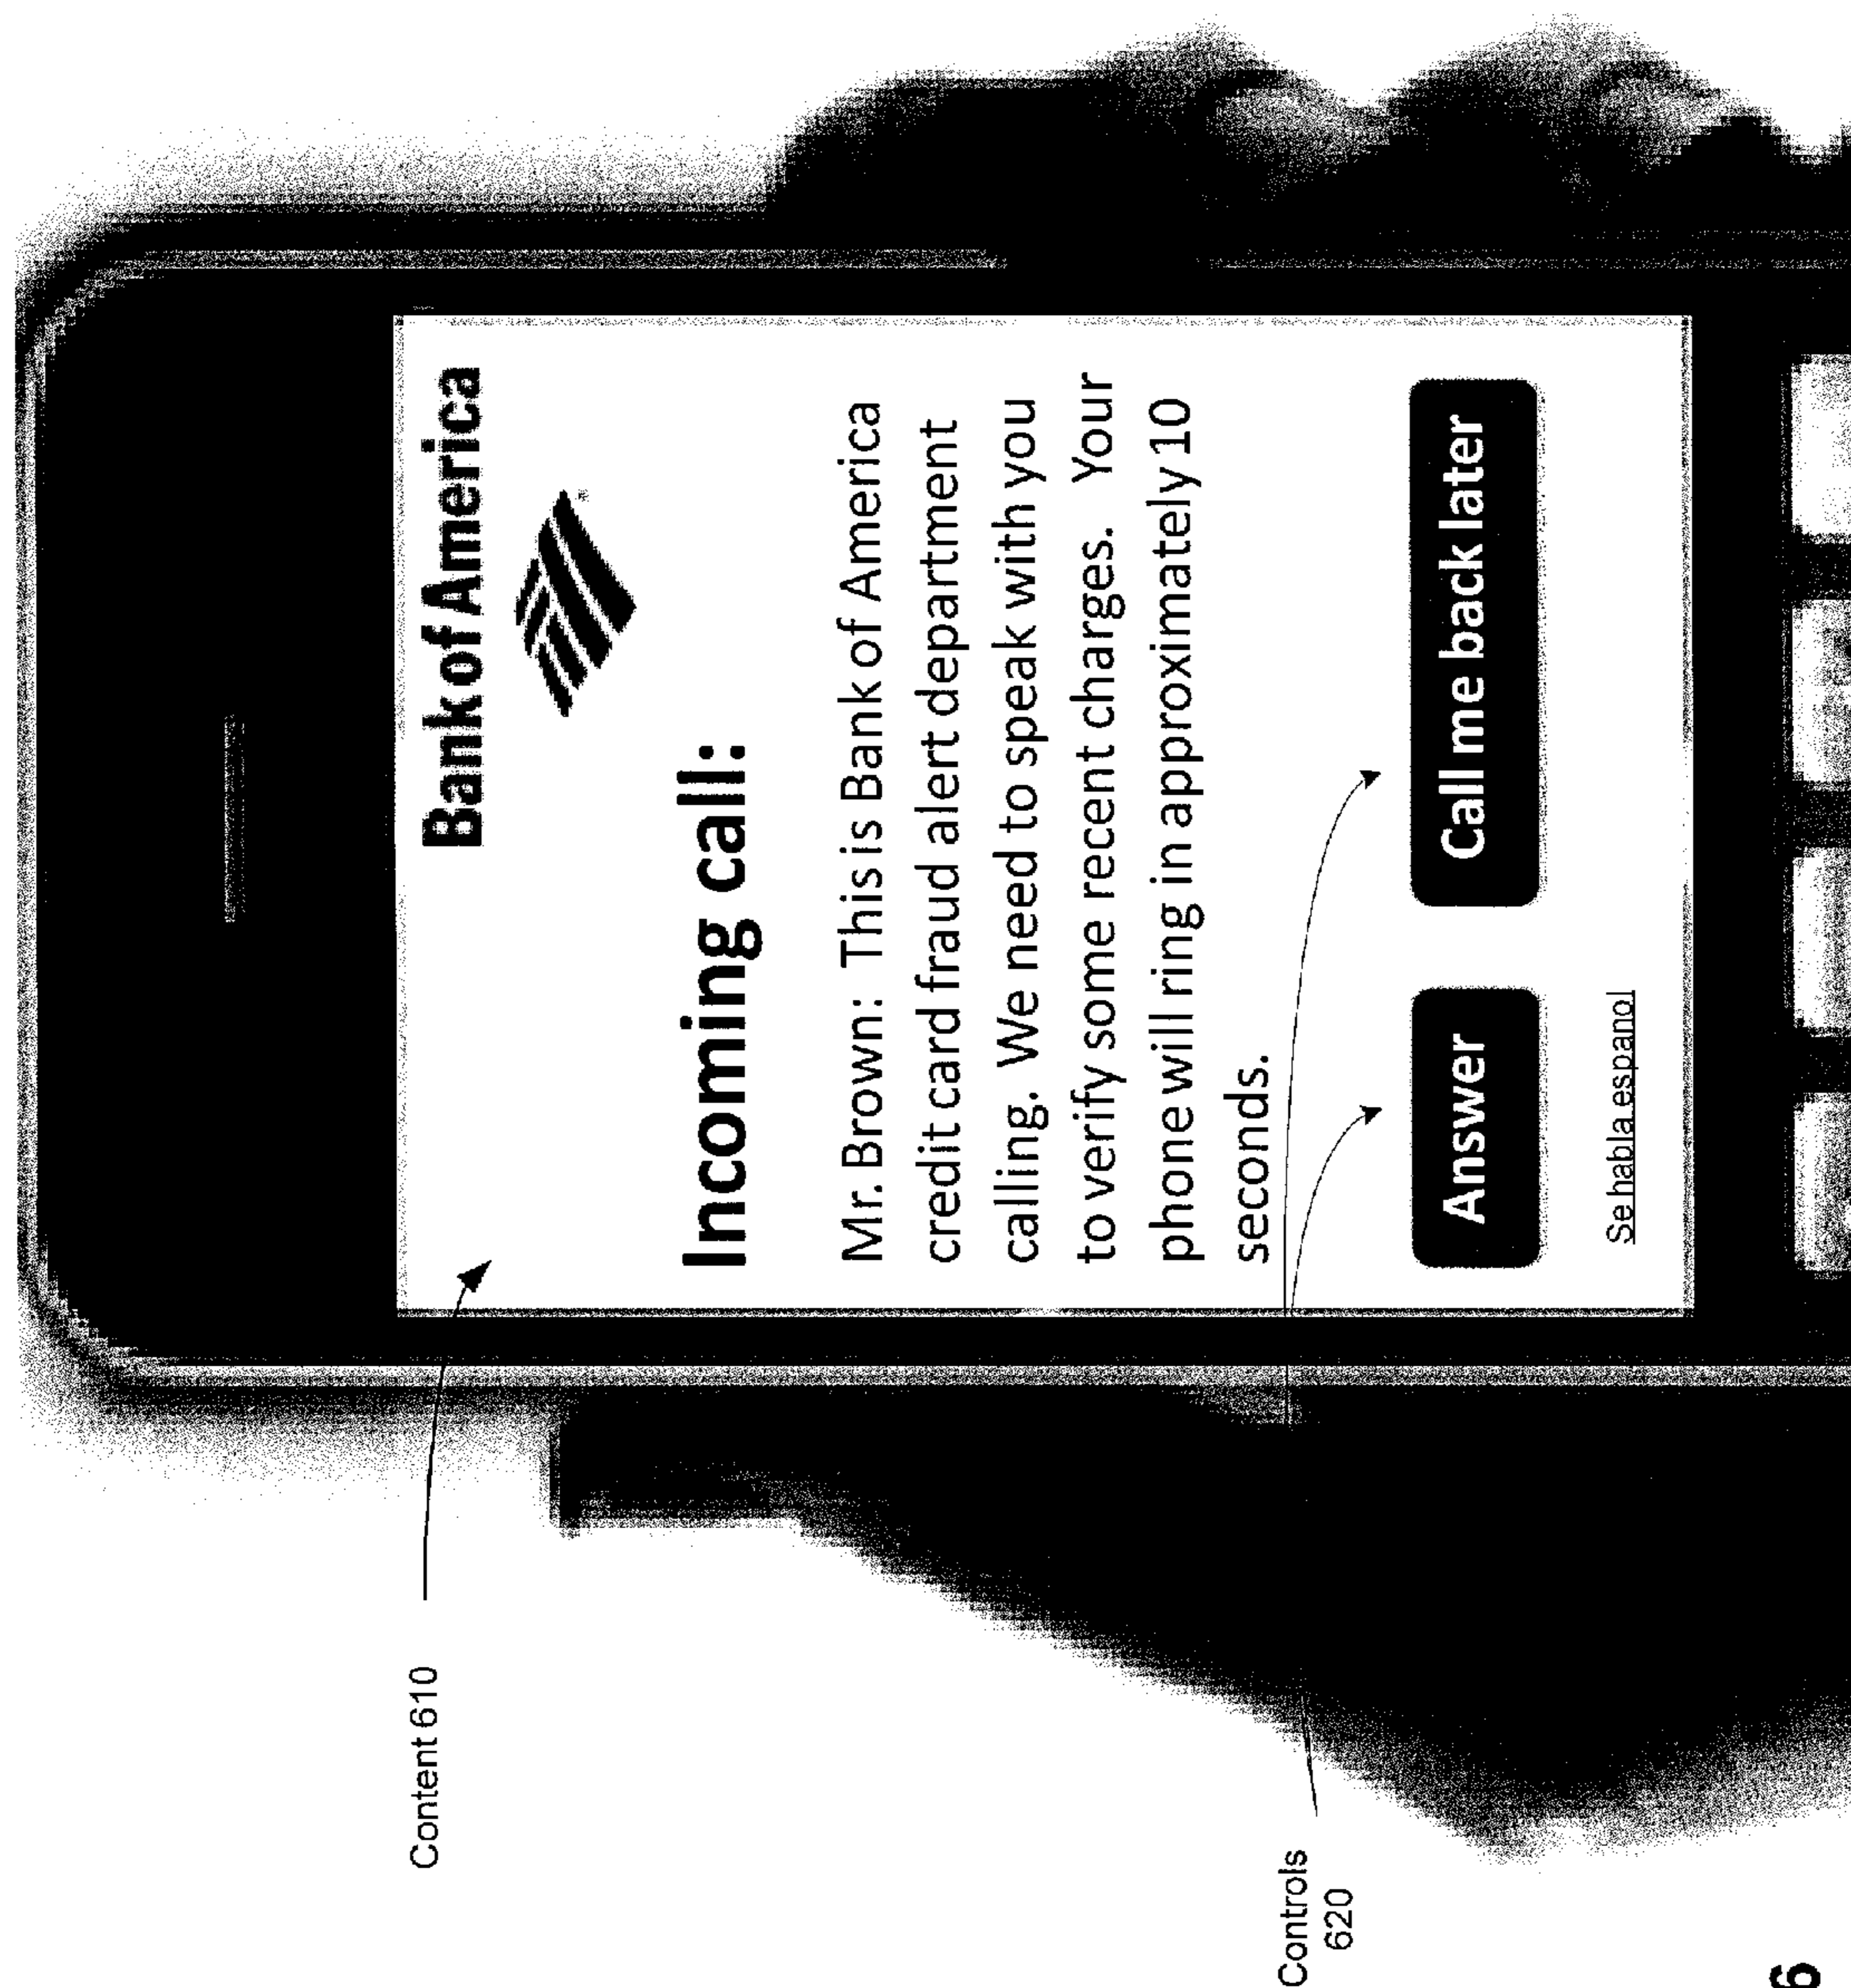 Bank of America
Incoming call:
Mr. Brown: This is Bank of America
credit card fraud alert department
calling. We need to speak with you
to verify some recent charges. Your
phone will ring in approximately 10
seconds.
Answer
Call me back later
Se habla espanol
Content 610
Controls
620
6